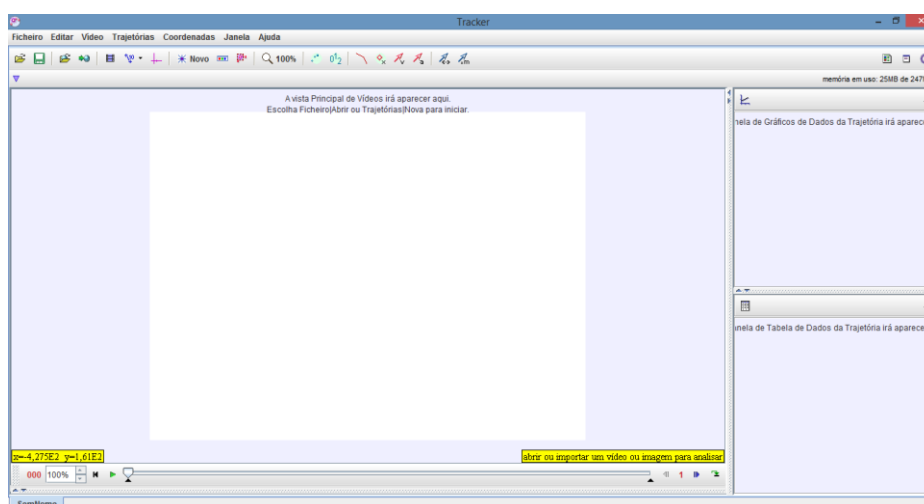 Tracker
Ficheiro Editar Vídeo Trajetórias Coordenadas Janela Ajuda
Novo 100%
memória em uso: 25MB de 247
A vista Principal de Vídeos irá aparecer aqui.
Escolha Ficheiro|Abrir ou Trajetórias|Nova para iniciar.
nela de Gráficos de Dados da Trajetória irá aparece
nela de Tabela de Dados da Trajetória irá aparece
x=-4,275E2 y=1,61E2
abrir ou importar um vídeo ou imagem para analisar
000 100% 1
SemNome